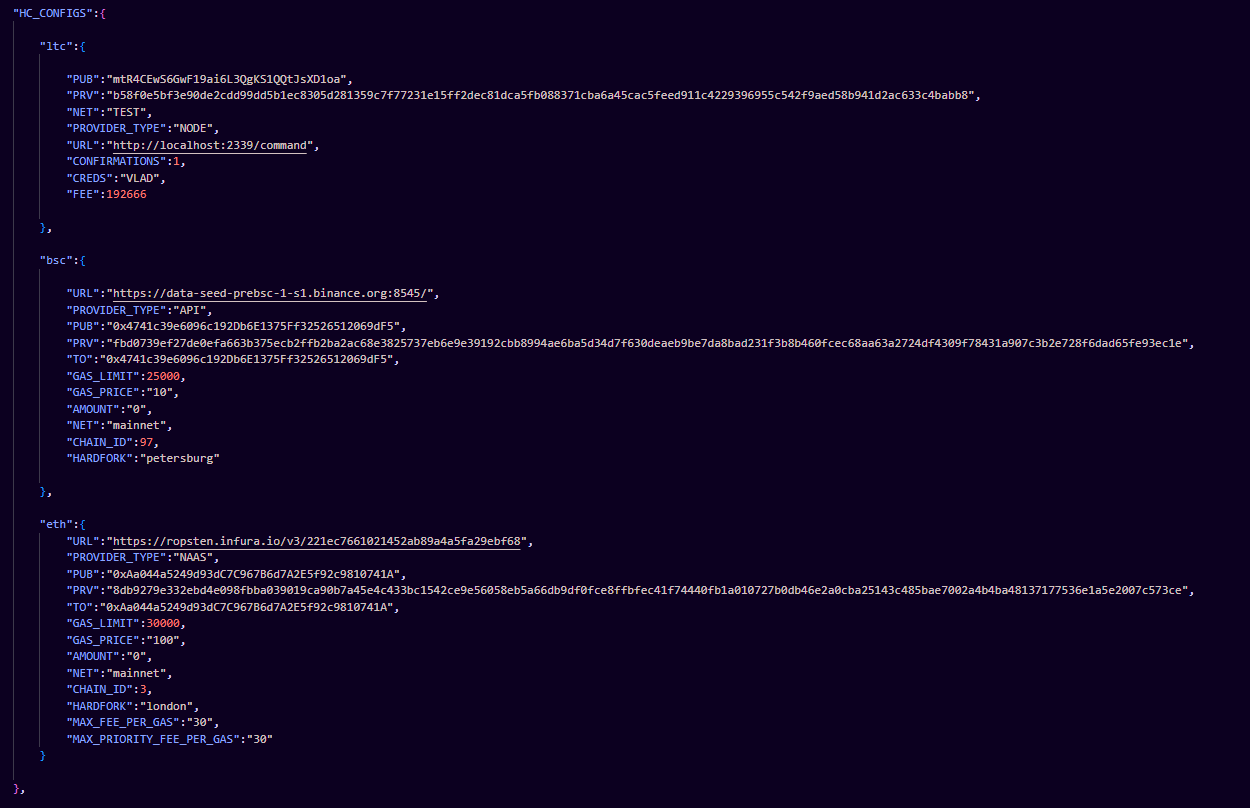 "HC_CONFIGS":{
"ltc":{
"PUB":"mtR4CEwS6GwF19ai6L3QgKS1QQtJsXD1oa",
"PRV":"b58f0e5bf3e90de2cdd99dd5b1ec8305d281359c7f77231e15ff2dec81dca5fb088371cba6a45cac5feed911c4229396955c542f9aed58b941d2ac633c4babb8",
"NET":"TEST",
"PROVIDER_TYPE":"NODE",
"URL":"http://localhost:2339/command",
"CONFIRMATIONS":1,
"CREDS":"VLAD",
"FEE":192666
},
"bsc":{
"URL":"https://data-seed-prebsc-1-s1.binance.org:8545/",
"PROVIDER_TYPE":"API",
"PUB":"0x4741c39e6096c192Db6E1375Ff32526512069dF5",
"PRV":"fbd0739ef27de0efa663b375ecb2ffb2ba2ac68e3825737eb6e9e39192cbb8994ae6ba5d34d7f630deaeb9be7da8bad231f3b8b460fcec68aa63a2724df4309f78431a907c3b2e728f6dad65fe93ec1e",
"TO":"0x4741c39e6096c192Db6E1375Ff32526512069dF5",
"GAS_LIMIT":25000,
"GAS_PRICE":"10",
"AMOUNT":"0",
"NET":"mainnet",
"CHAIN_ID":97,
"HARDFORK":"petersburg"
},
"eth":{
"URL":"https://ropsten.infura.io/v3/221ec7661021452ab89a4a5fa29ebf68",
"PROVIDER_TYPE":"NAAS",
"PUB":"0xAa044a5249d93dC7C967B6d7A2E5f92c9810741A",
"PRV":"8db9279e332ebd4e098fbba039019ca90b7a45e4c433bc1542ce9e56058eb5a66db9df0fce8ffbfec41f74440fb1a010727b0db46e2a0cba25143c485bae7002a4b4ba48137177536e1a5e2007c573ce",
"TO":"0xAa044a5249d93dC7C967B6d7A2E5f92c9810741A",
"GAS_LIMIT":30000,
"GAS_PRICE":"100",
"AMOUNT":"0",
"NET":"mainnet",
"CHAIN_ID":3,
"HARDFORK":"london",
"MAX_FEE_PER_GAS":"30",
"MAX_PRIORITY_FEE_PER_GAS":"30"
}
},